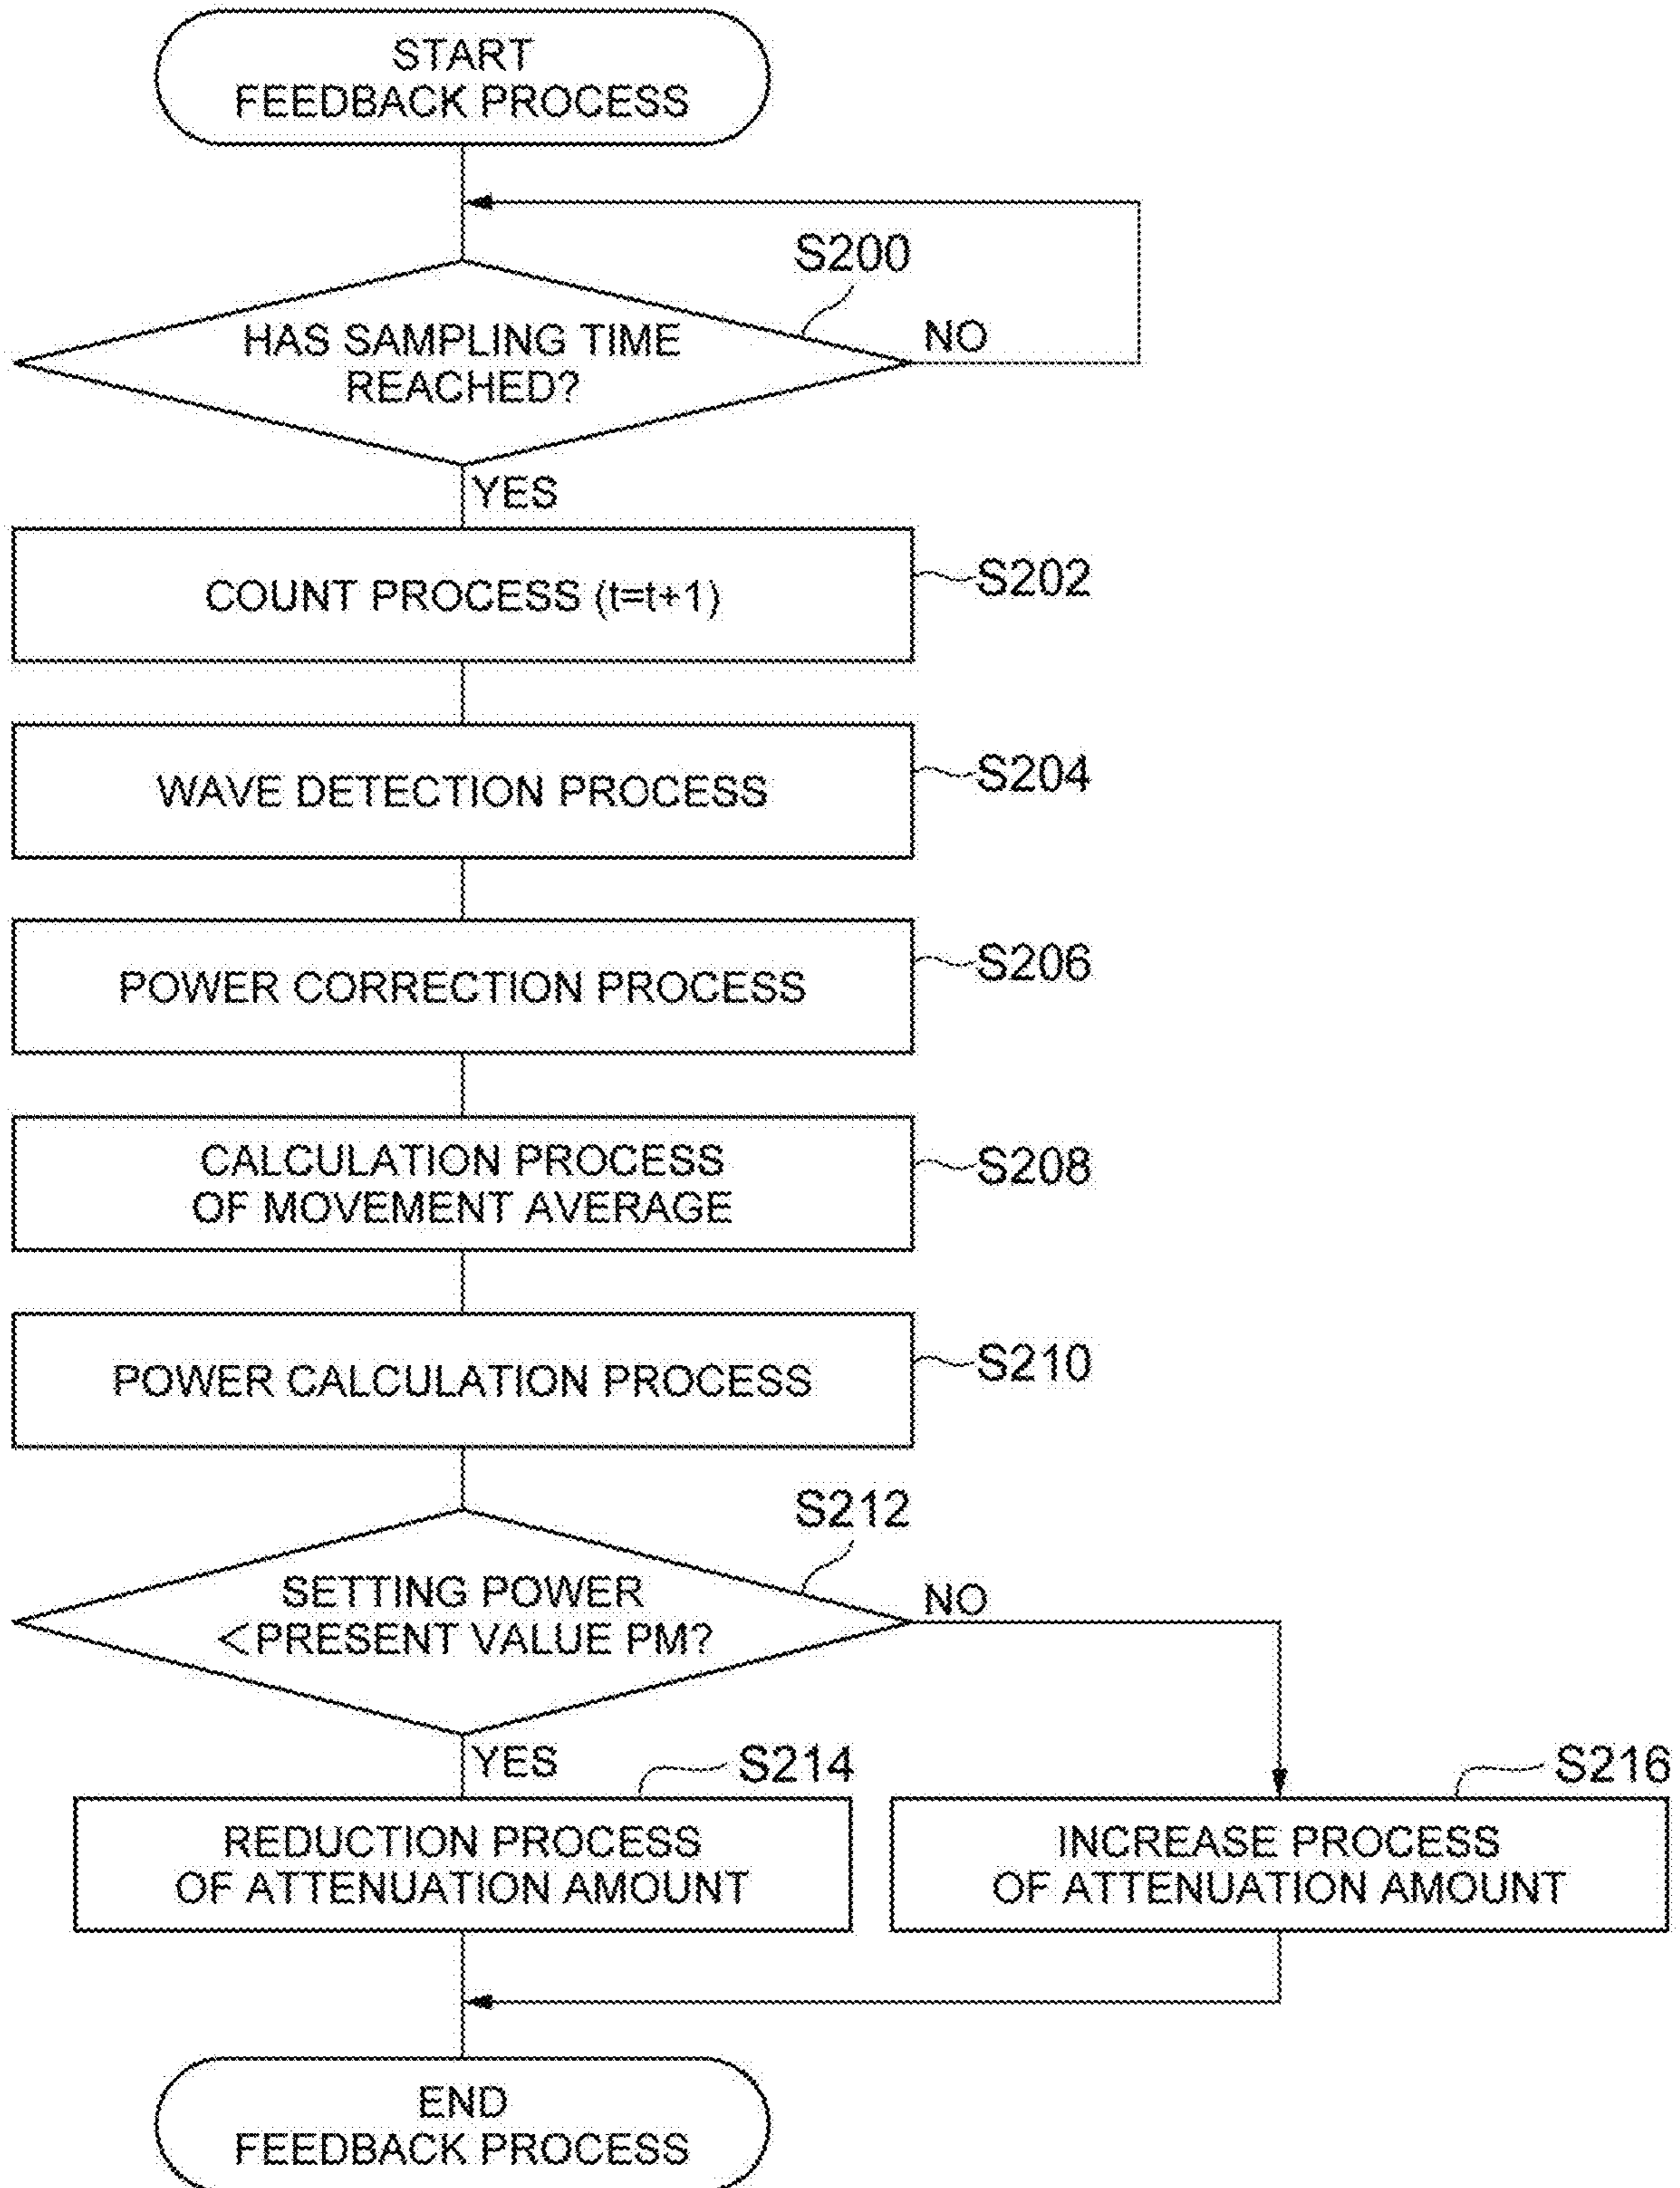 START
FEEDBACK PROCESS
S200
HAS SAMPLING TIME
REACHED?
NO
YES
COUNT PROCESS (t=t+1)
S202
WAVE DETECTION PROCESS
S204
POWER CORRECTION PROCESS
S206
CALCULATION PROCESS
OF MOVEMENT AVERAGE
S208
POWER CALCULATION PROCESS
S210
S212
SETTING POWER
<PRESENT VALUE PM?
NO
YES
S214
REDUCTION PROCESS
OF ATTENUATION AMOUNT
S216
INCREASE PROCESS
OF ATTENUATION AMOUNT
END
FEEDBACK PROCESS